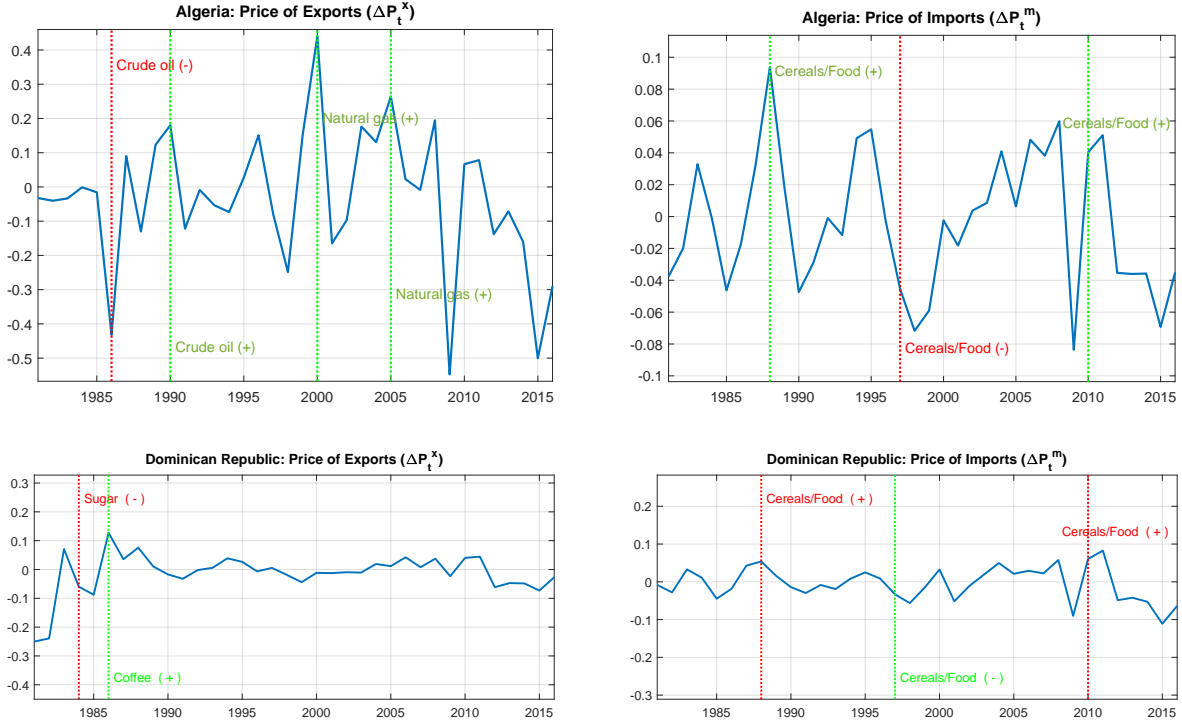 Algeria: Price of Exports (ΔP_t^x)
0.4
0.3
0.2
0.1
0
-0.1
-0.2
-0.3
-0.4
-0.5
Crude oil (-)
Natural gas (+)
Natural gas (+)
Crude oil (+)
1985 1990 1995 2000 2005 2010 2015
Algeria: Price of Imports (ΔP_t^m)
0.1
0.08
0.06
0.04
0.02
0
-0.02
-0.04
-0.06
-0.08
-0.1
Cereals/Food (+)
Cereals/Food (+)
Cereals/Food (-)
1985 1990 1995 2000 2005 2010 2015
Dominican Republic: Price of Exports (ΔP_t^x)
0.3
0.2
0.1
0
-0.1
-0.2
-0.3
-0.4
Sugar ( - )
Coffee ( + )
1985 1990 1995 2000 2005 2010 2015
Dominican Republic: Price of Imports (ΔP_t^m)
0.2
0.1
0
-0.1
-0.2
-0.3
Cereals/Food ( + )
Cereals/Food ( + )
Cereals/Food ( - )
1985 1990 1995 2000 2005 2010 2015